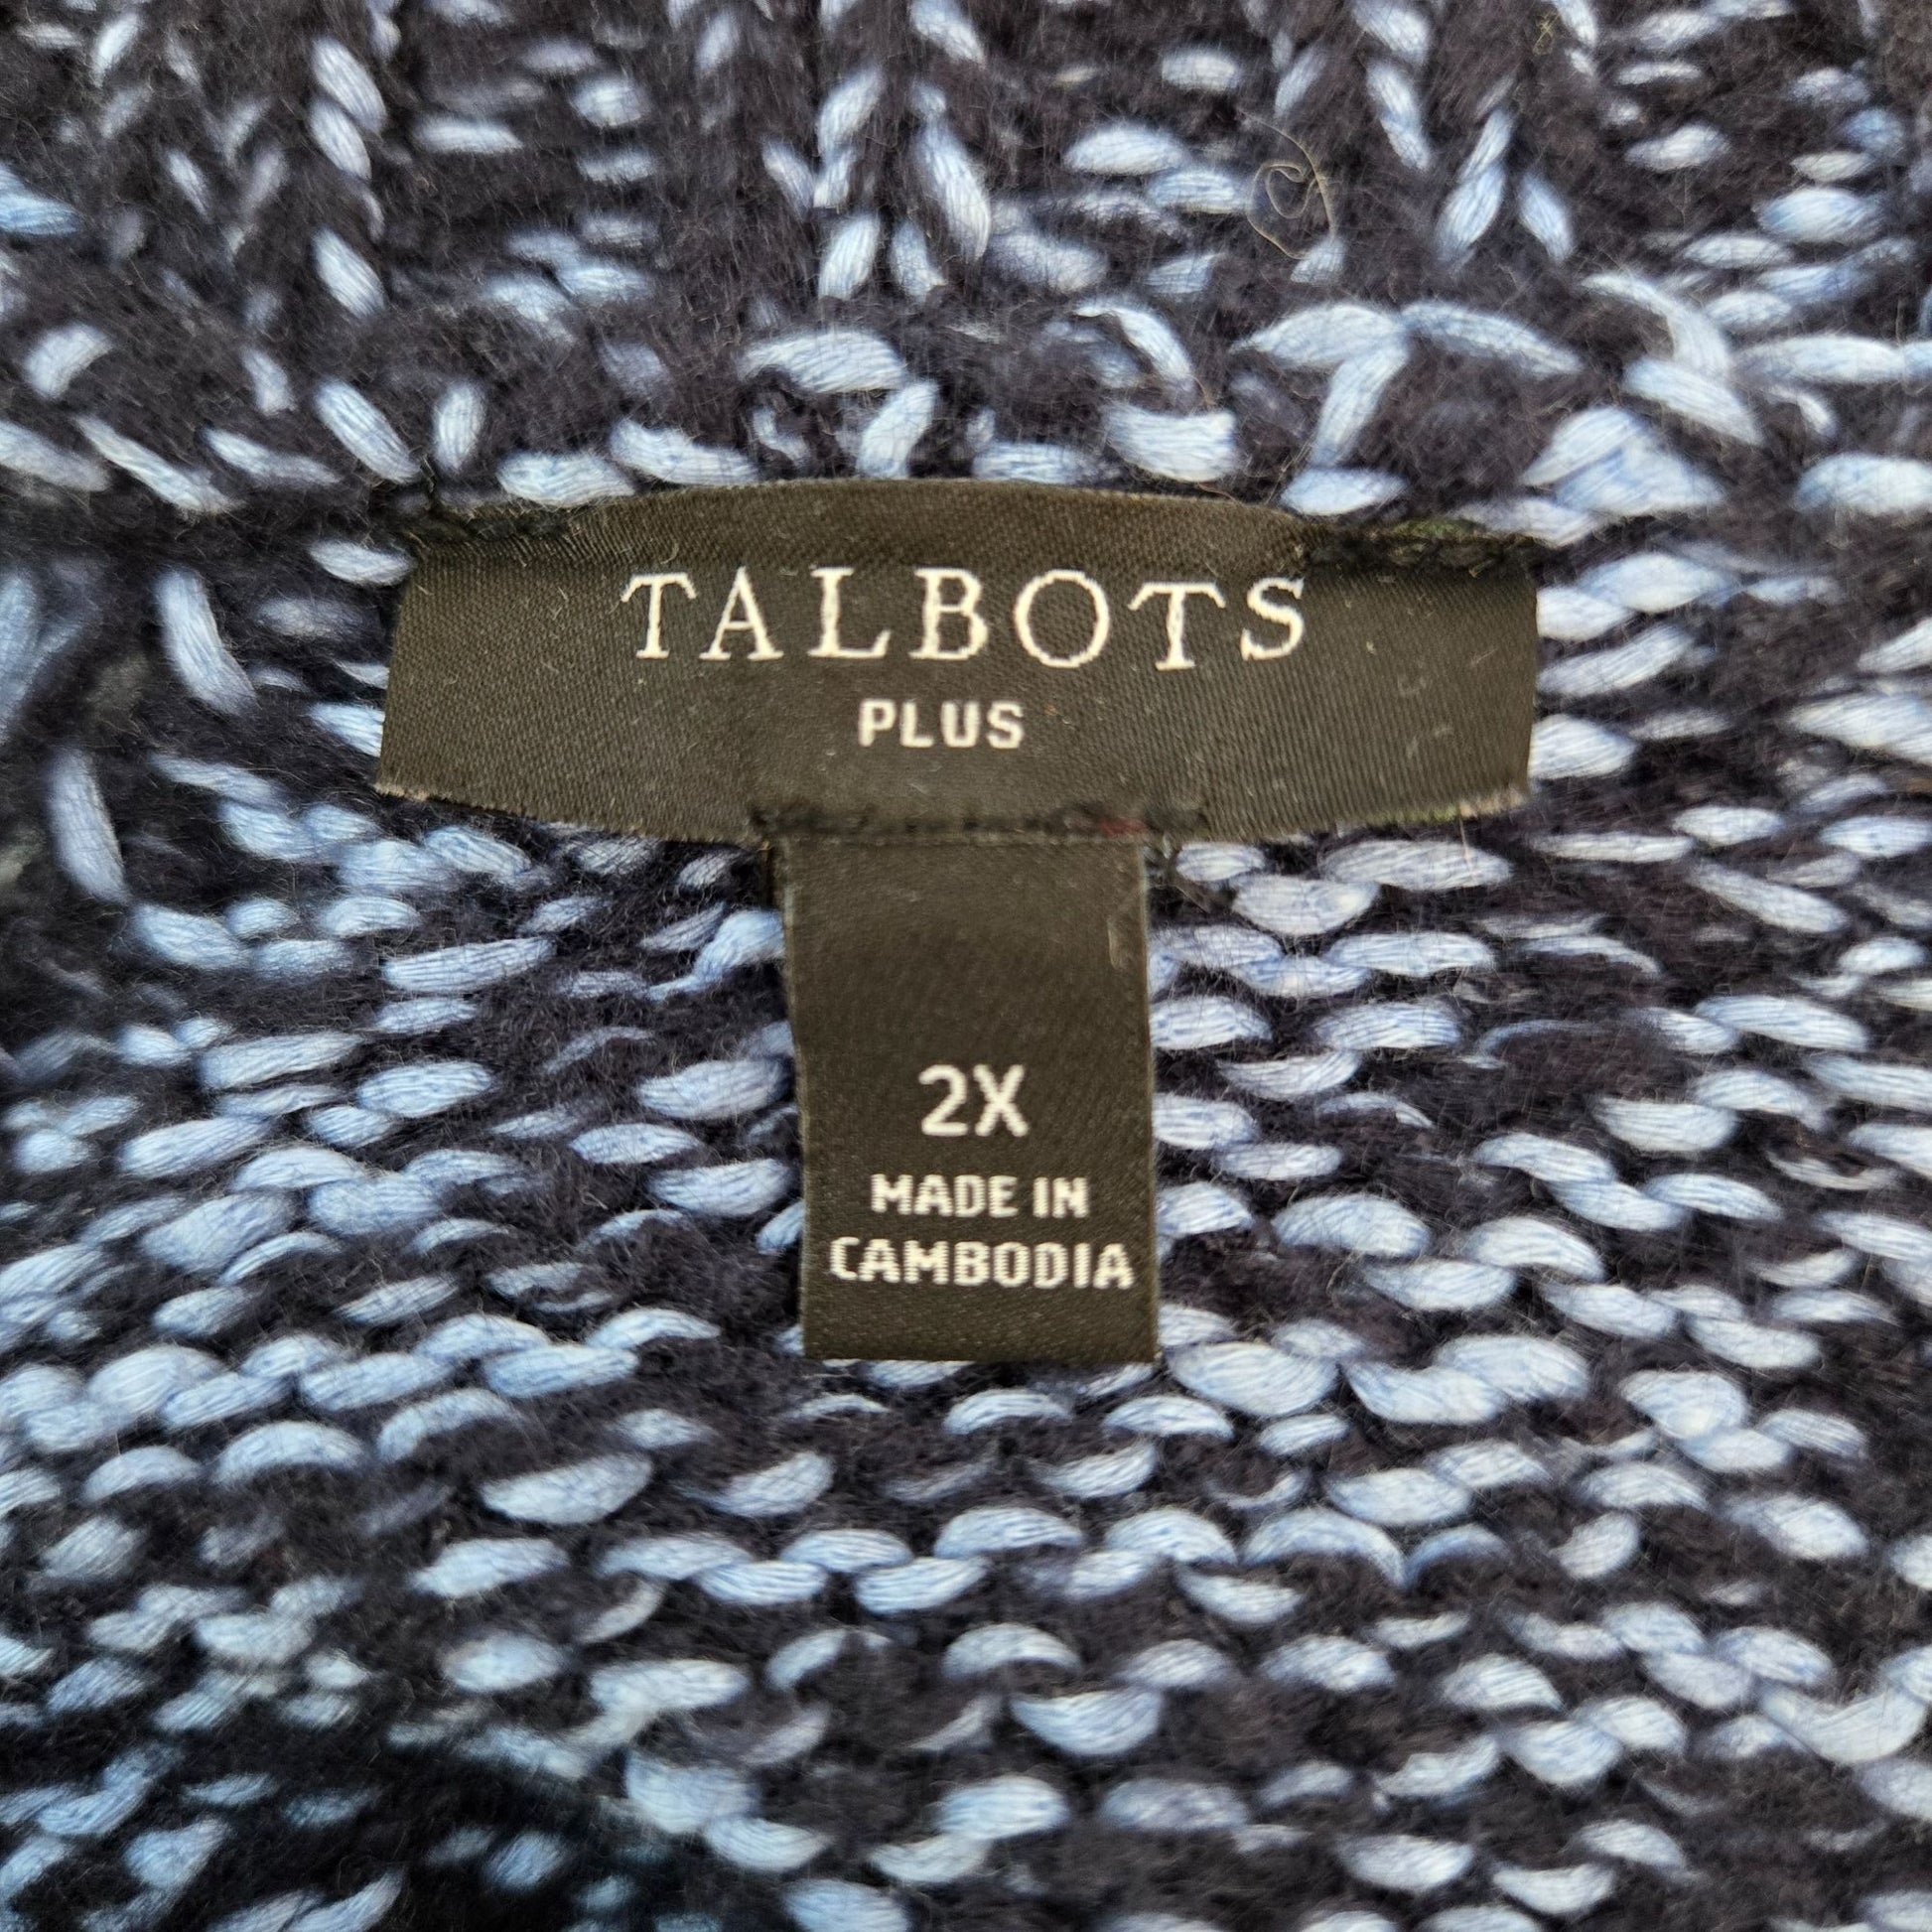 TALBOTS
PLUS
2X
MADE IN
CAMBODIA